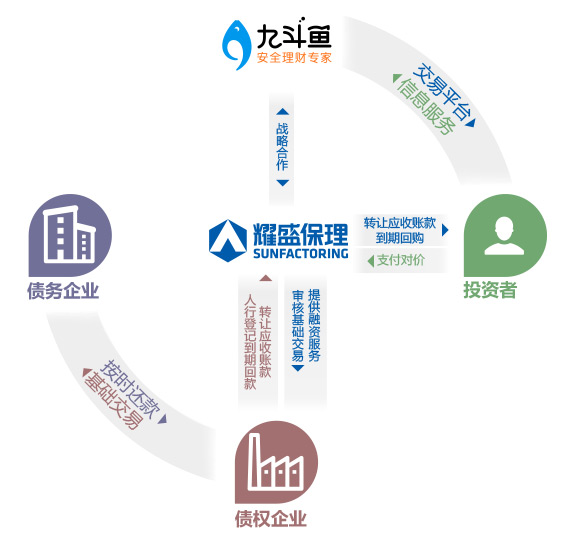 九斗鱼
安全理财专家
交易平台
信息服务
战略合作
耀盛保理
SUNFACTORING
转让应收账款
到期回购
支付对价
投资者
债务企业
转让应收账款
人行登记到期回款
提供融资服务
审核基础交易
按时还款
基础交易
债权企业